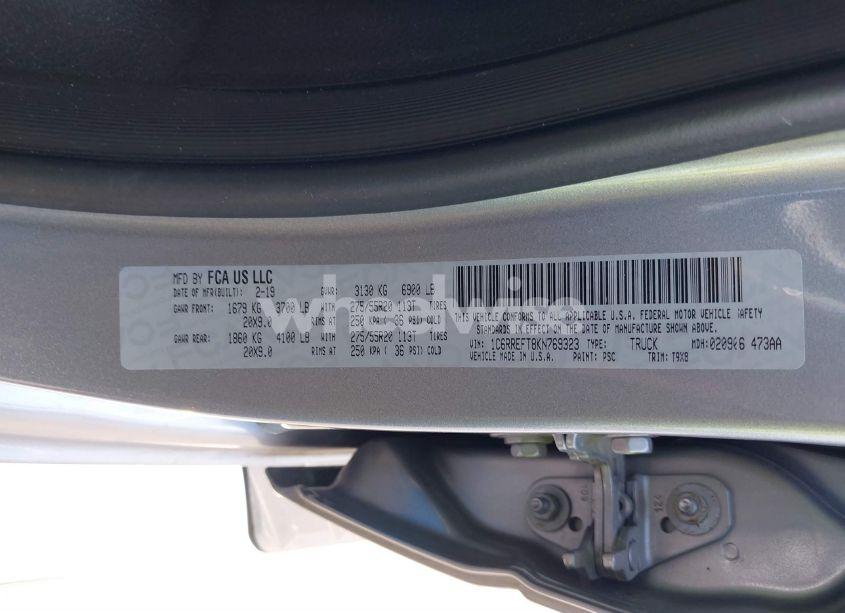 MFD BY FCA US LLC
DATE OF MFR(BUILT): 2-19 GVWR: 3130 KG 6900 LB
GAWR FRONT: 1679 KG 3700 LB WITH 275/55R20 113T TIRES
20X9.0 RIMS AT 250 KPA ( 36 PSI) COLD
GAWR REAR: 1860 KG 4100 LB WITH 275/55R20 113T TIRES
20X9.0 RIMS AT 250 KPA ( 36 PSI) COLD
THIS VEHICLE CONFORMS TO ALL APPLICABLE U.S.A. FEDERAL MOTOR VEHICLE SAFETY
STANDARDS IN EFFECT ON THE DATE OF MANUFACTURE SHOWN ABOVE.
VIN: 1C6RREFT8KN769323 TYPE: TRUCK MDH: 020906 473AA
VEHICLE MADE IN U.S.A. PAINT: PSC TRIM: T9X8
124